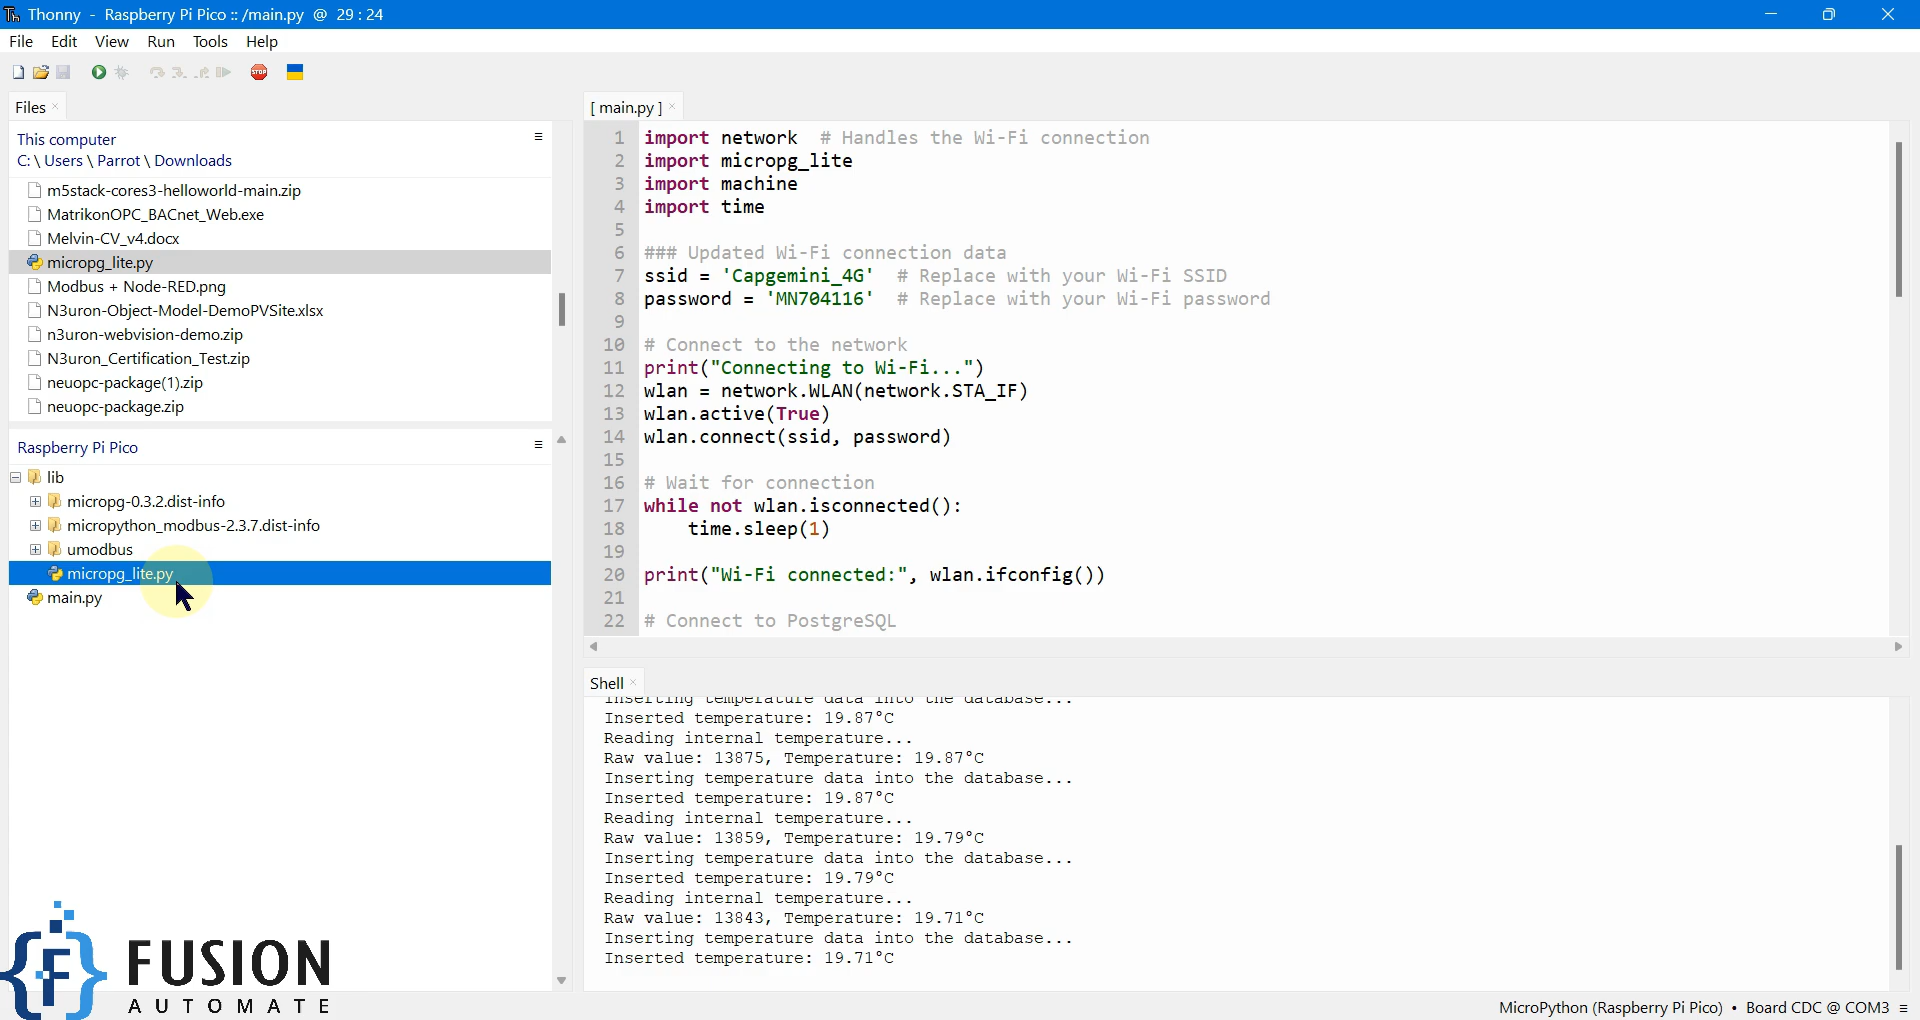 Thonny - Raspberry Pi Pico :: /main.py @ 29 : 24
File Edit View Run Tools Help
STOP
Files
This computer
C: \ Users \ Parrot \ Downloads
m5stack-cores3-helloworld-main.zip
MatrikonOPC_BACnet_Web.exe
Melvin-CV_v4.docx
micropg_lite.py
Modbus + Node-RED.png
N3uron-Object-Model-DemoPVSite.xlsx
n3uron-webvision-demo.zip
N3uron_Certification_Test.zip
neuopc-package(1).zip
neuopc-package.zip
Raspberry Pi Pico
lib
micropg-0.3.2.dist-info
micropython_modbus-2.3.7.dist-info
umodbus
micropg_lite.py
main.py
FUSION
AUTOMATE
[ main.py ]
1 import network # Handles the Wi-Fi connection
2 import micropg_lite
3 import machine
4 import time
5
6 ### Updated Wi-Fi connection data
7 ssid = 'Capgemini_4G' # Replace with your Wi-Fi SSID
8 password = 'MN704116' # Replace with your Wi-Fi password
9
10 # Connect to the network
11 print("Connecting to Wi-Fi...")
12 wlan = network.WLAN(network.STA_IF)
13 wlan.active(True)
14 wlan.connect(ssid, password)
15
16 # Wait for connection
17 while not wlan.isconnected():
18 time.sleep(1)
19
20 print("Wi-Fi connected:", wlan.ifconfig())
21
22 # Connect to PostgreSQL
Shell
Inserting temperature data into the database...
Inserted temperature: 19.87°C
Reading internal temperature...
Raw value: 13875, Temperature: 19.87°C
Inserting temperature data into the database...
Inserted temperature: 19.87°C
Reading internal temperature...
Raw value: 13859, Temperature: 19.79°C
Inserting temperature data into the database...
Inserted temperature: 19.79°C
Reading internal temperature...
Raw value: 13843, Temperature: 19.71°C
Inserting temperature data into the database...
Inserted temperature: 19.71°C
MicroPython (Raspberry Pi Pico) • Board CDC @ COM3